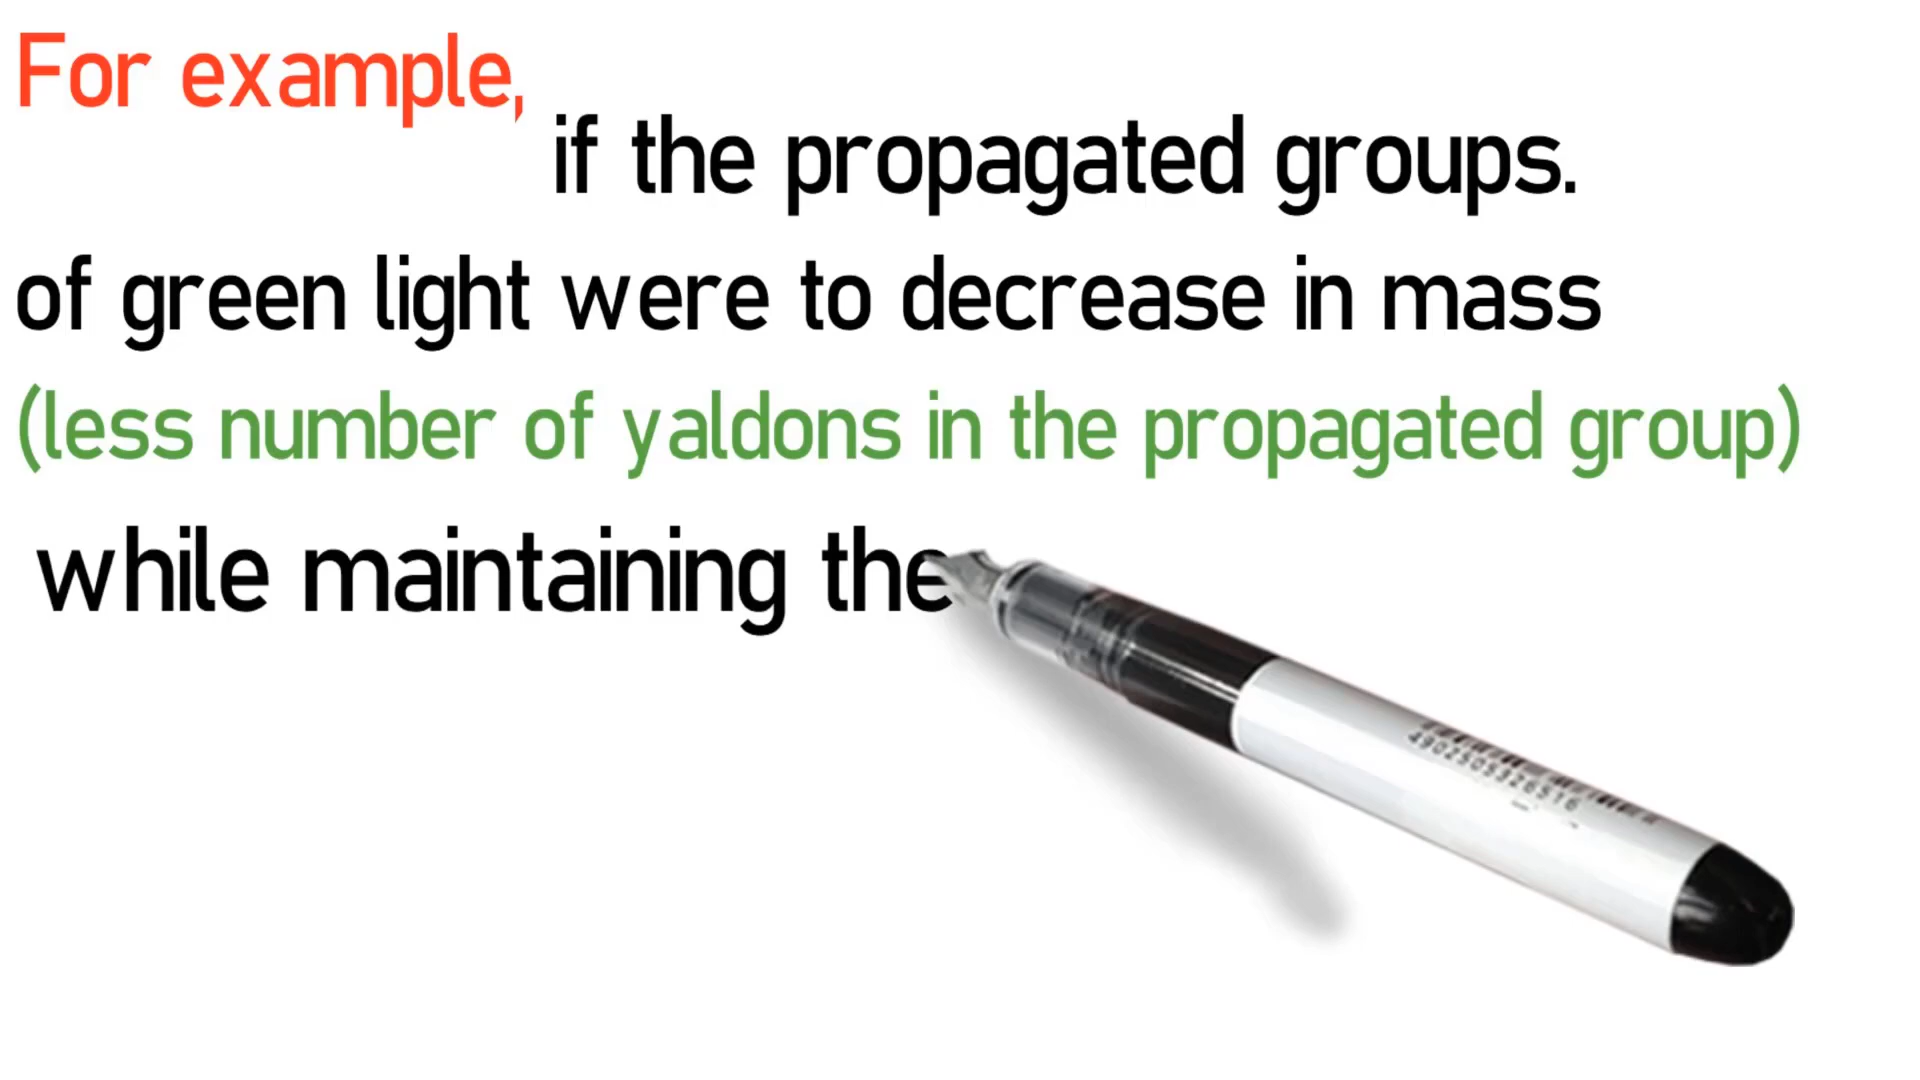 For example,
if the propagated groups.
of green light were to decrease in mass
(less number of yaldons in the propagated group)
while maintaining the
4902505326516